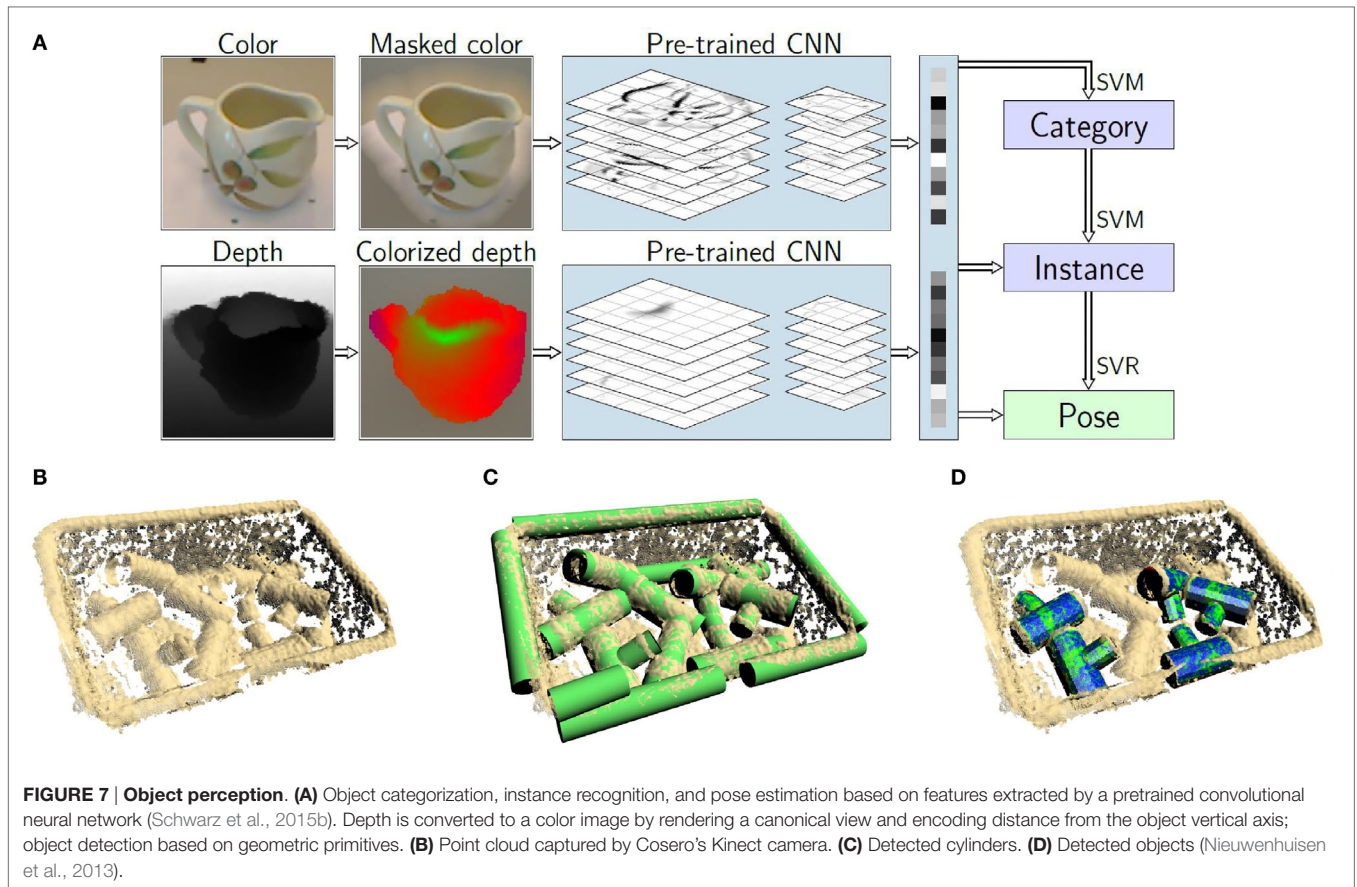 A
Color
Masked color
Pre-trained CNN
SVM
Category
SVM
Depth
Colorized depth
Pre-trained CNN
Instance
SVR
Pose
B
C
D
FIGURE 7 | Object perception. (A) Object categorization, instance recognition, and pose estimation based on features extracted by a pretrained convolutional
neural network (Schwarz et al., 2015b). Depth is converted to a color image by rendering a canonical view and encoding distance from the object vertical axis;
object detection based on geometric primitives. (B) Point cloud captured by Cosero’s Kinect camera. (C) Detected cylinders. (D) Detected objects (Nieuwenhuisen
et al., 2013).